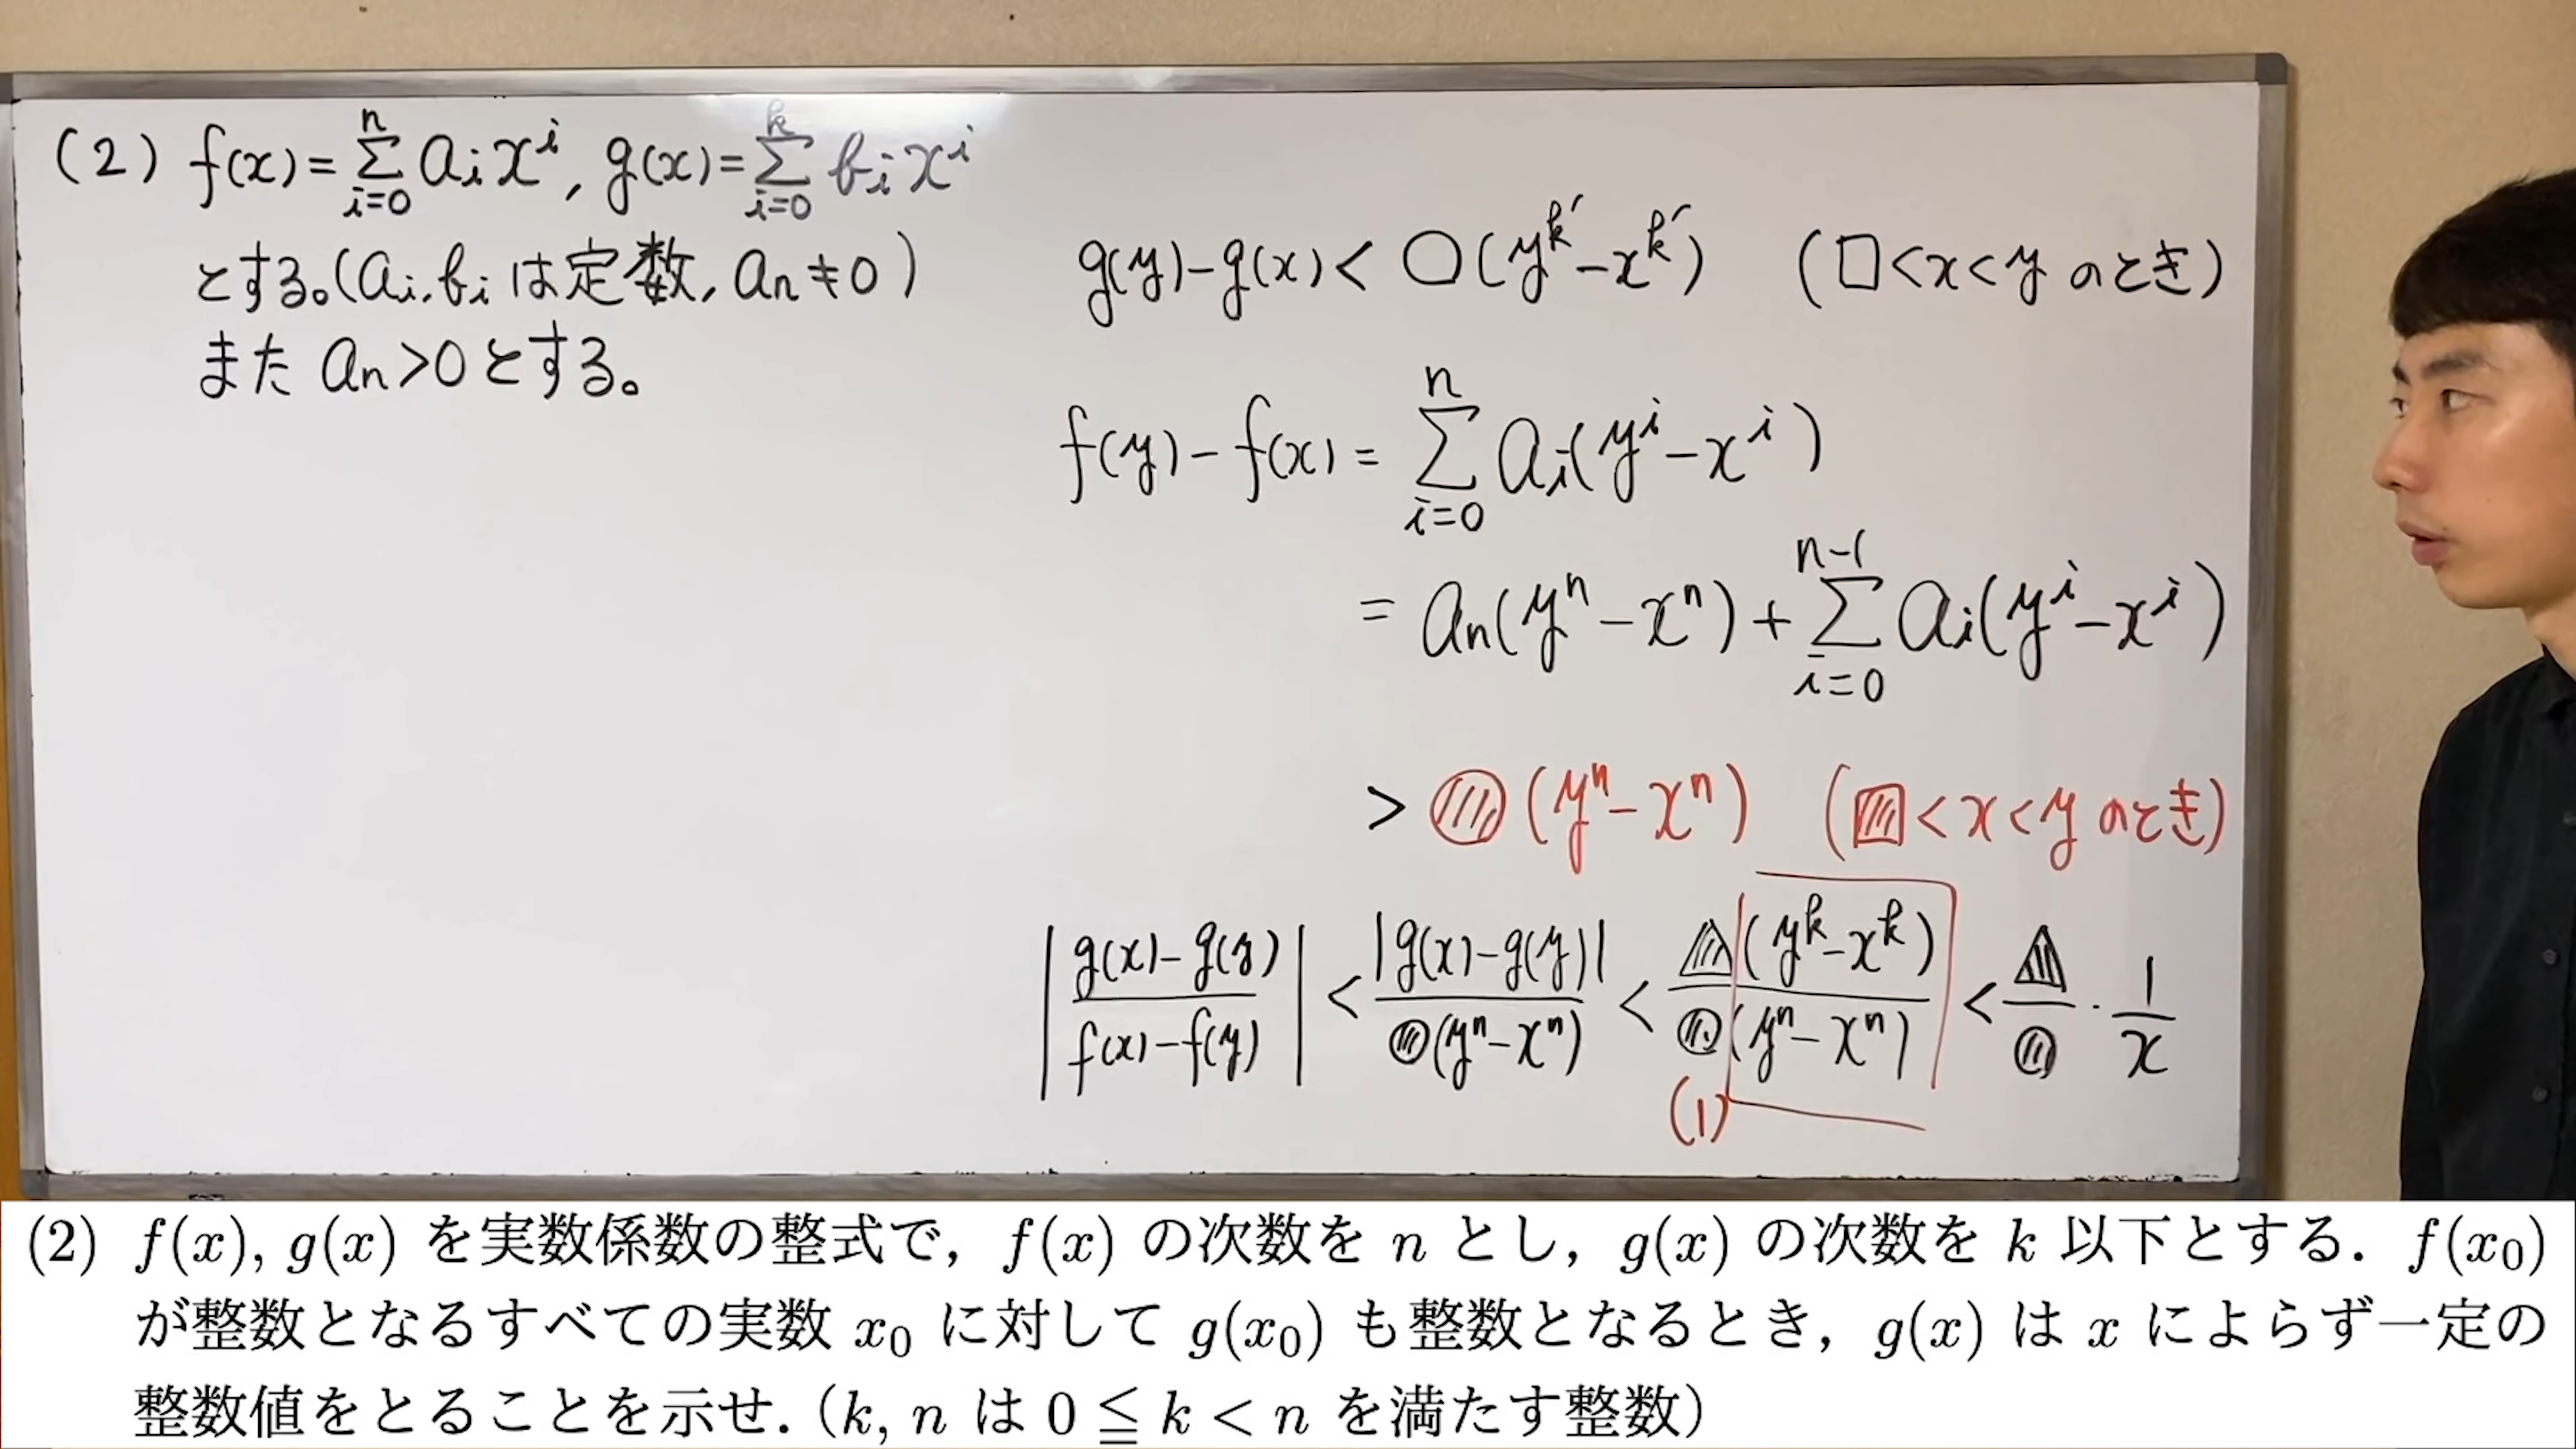 (2) f(x)=∑_{i=0}^{n} a_i x^i, g(x)=∑_{i=0}^{k} b_i x^i
とする。(a_i, b_i は定数, a_n≠0)
また a_n>0 とする。
g(y)-g(x)<○(y^{k'}-x^{k'}) (□<x<y のとき)
f(y)-f(x)=∑_{i=0}^{n} a_i(y^i-x^i)
=a_n(y^n-x^n)+∑_{i=0}^{n-1} a_i(y^i-x^i)
>○(y^n-x^n) (□<x<y のとき)
|(g(x)-g(y))/(f(x)-f(y))| < |g(x)-g(y)|/(○(y^n-x^n)) < (△(y^k-x^k))/(○(y^n-x^n)) < △/○・1/x
(1)
(2) f(x), g(x) を実数係数の整式で，f(x) の次数を n とし，g(x) の次数を k 以下とする．f(x_0)
が整数となるすべての実数 x_0 に対して g(x_0) も整数となるとき，g(x) は x によらず一定の
整数値をとることを示せ．（k, n は 0 ≦ k < n を満たす整数）